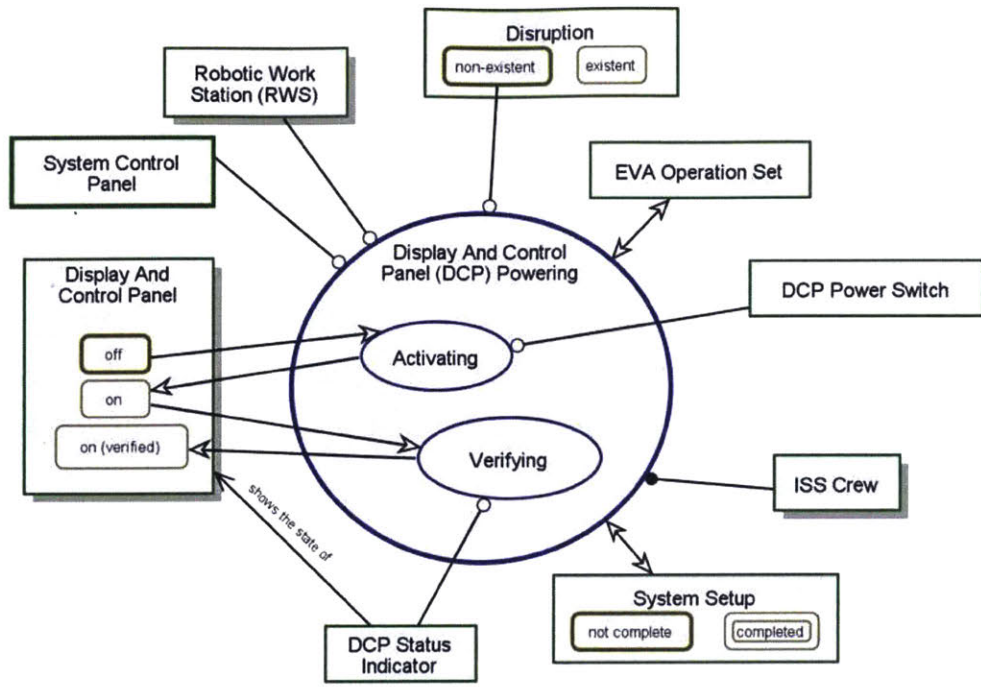 Disruption
non-existent
existent
Robotic Work
Station (RWS)
System Control
Panel
EVA Operation Set
Display And Control
Panel (DCP) Powering
Display And
Control Panel
DCP Power Switch
off
Activating
on
on (verified)
Verifying
ISS Crew
shows the state of
System Setup
not complete
completed
DCP Status
Indicator